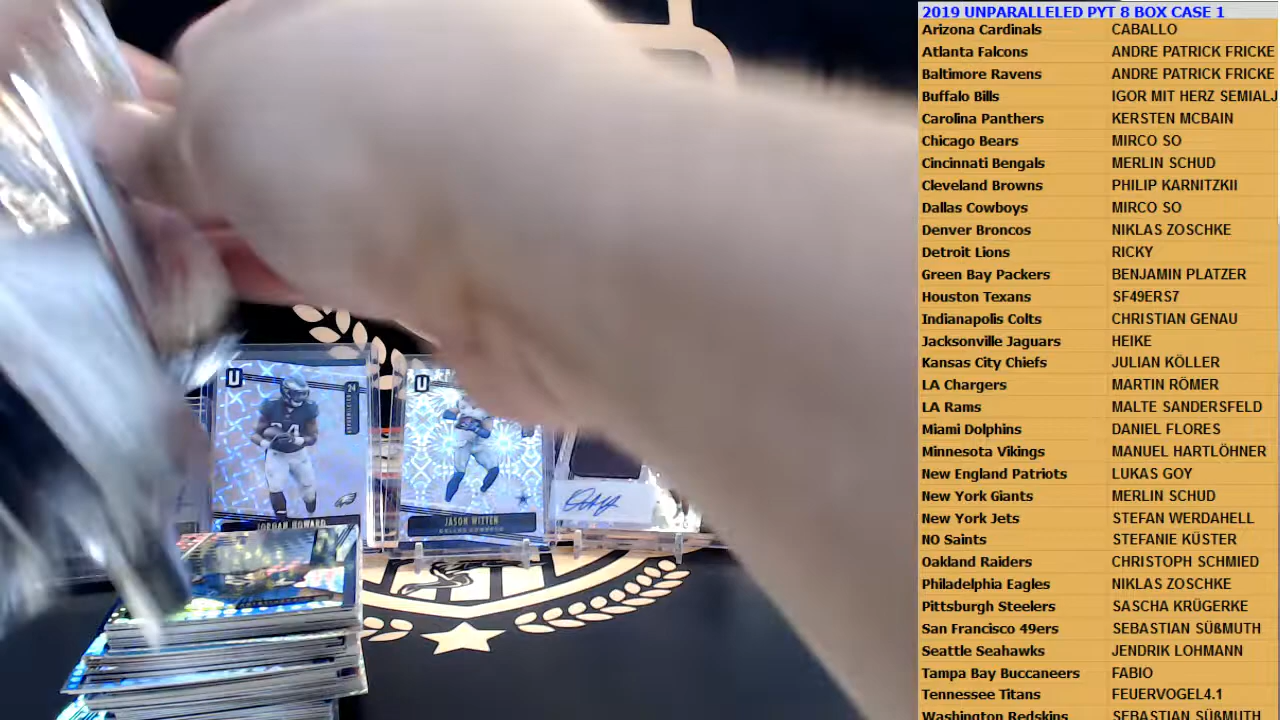 2019 UNPARALLELED PYT 8 BOX CASE 1
Arizona Cardinals CABALLO
Atlanta Falcons ANDRE PATRICK FRICKE
Baltimore Ravens ANDRE PATRICK FRICKE
Buffalo Bills IGOR MIT HERZ SEMIALJ
Carolina Panthers KERSTEN MCBAIN
Chicago Bears MIRCO SO
Cincinnati Bengals MERLIN SCHUD
Cleveland Browns PHILIP KARNITZKII
Dallas Cowboys MIRCO SO
Denver Broncos NIKLAS ZOSCHKE
Detroit Lions RICKY
Green Bay Packers BENJAMIN PLATZER
Houston Texans SF49ERS7
Indianapolis Colts CHRISTIAN GENAU
Jacksonville Jaguars HEIKE
Kansas City Chiefs JULIAN KÖLLER
LA Chargers MARTIN RÖMER
LA Rams MALTE SANDERSFELD
Miami Dolphins DANIEL FLORES
Minnesota Vikings MANUEL HARTLÖHNER
New England Patriots LUKAS GOY
New York Giants MERLIN SCHUD
New York Jets STEFAN WERDAHELL
NO Saints STEFANIE KÜSTER
Oakland Raiders CHRISTOPH SCHMIED
Philadelphia Eagles NIKLAS ZOSCHKE
Pittsburgh Steelers SASCHA KRÜGERKE
San Francisco 49ers SEBASTIAN SÜßMUTH
Seattle Seahawks JENDRIK LOHMANN
Tampa Bay Buccaneers FABIO
Tennessee Titans FEUERVOGEL4.1
Washington Redskins SEBASTIAN SÜßMUTH
U
24
JORDAN HOWARD
U
JASON WITTEN
DALLAS COWBOYS